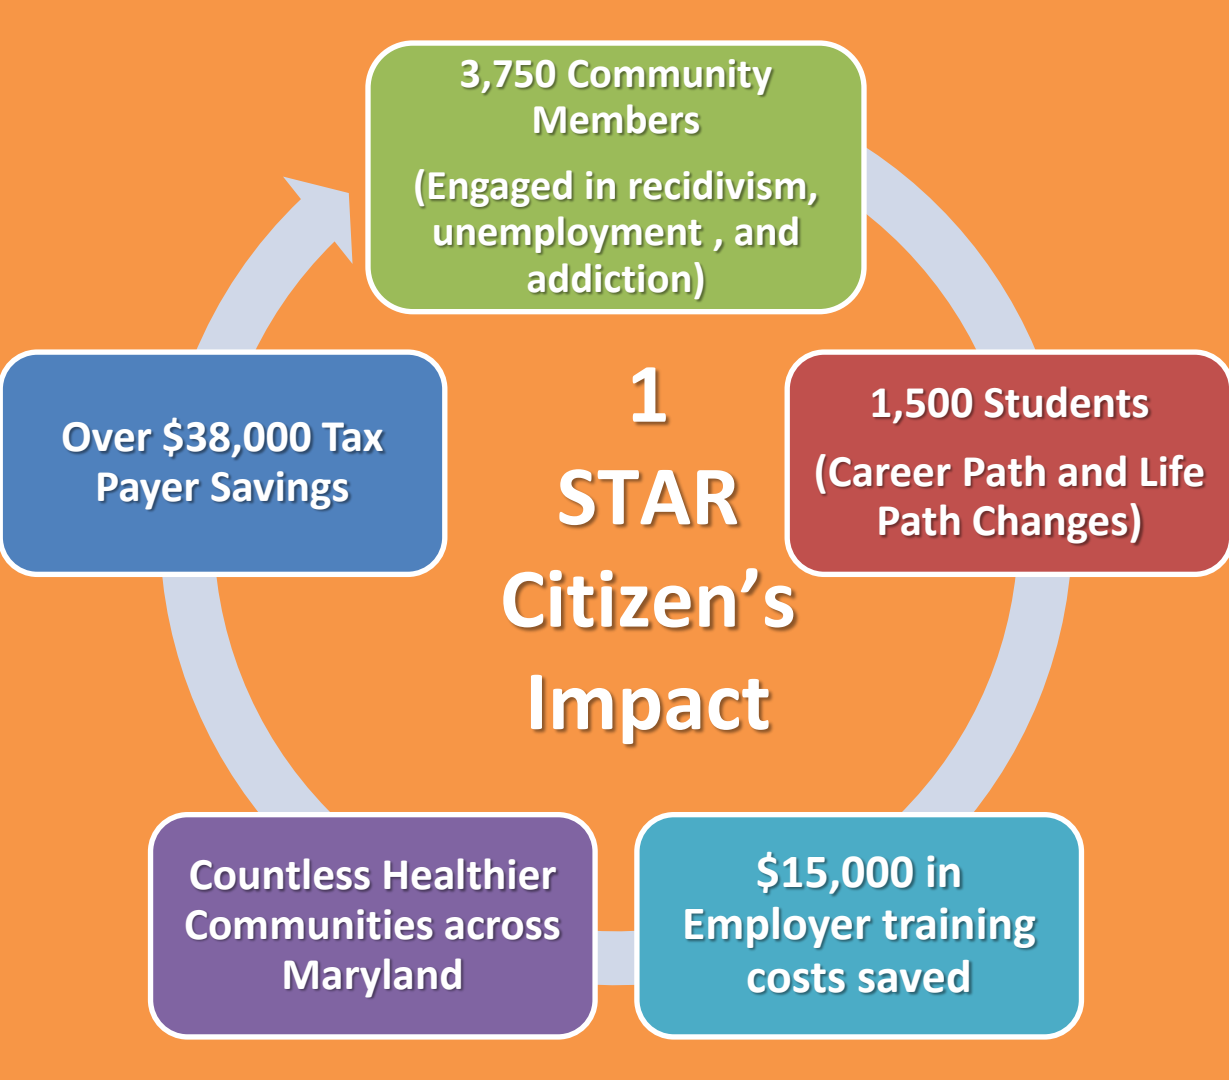 3,750 Community
Members
(Engaged in recidivism,
unemployment , and
addiction)
1
STAR
Citizen’s
Impact
1,500 Students
(Career Path and Life
Path Changes)
$15,000 in
Employer training
costs saved
Countless Healthier
Communities across
Maryland
Over $38,000 Tax
Payer Savings